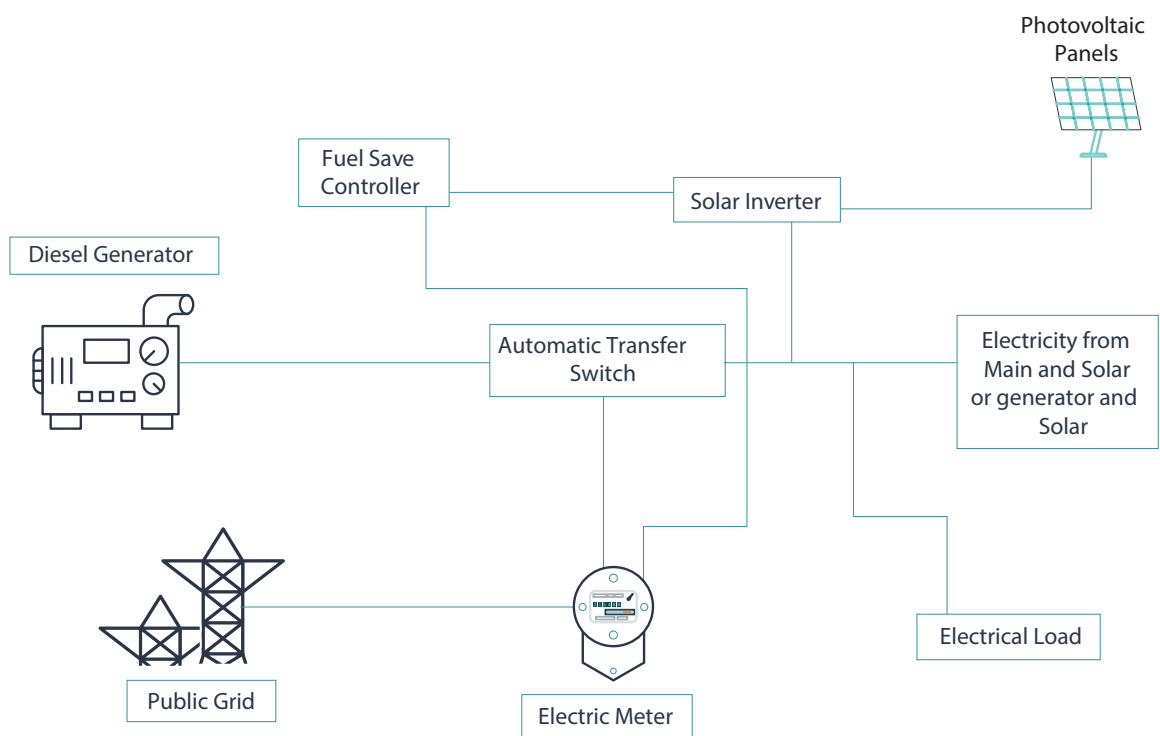 Photovoltaic
Panels
Fuel Save
Controller
Solar Inverter
Diesel Generator
Automatic Transfer
Switch
Electricity from
Main and Solar
or generator and
Solar
Electrical Load
Public Grid
Electric Meter